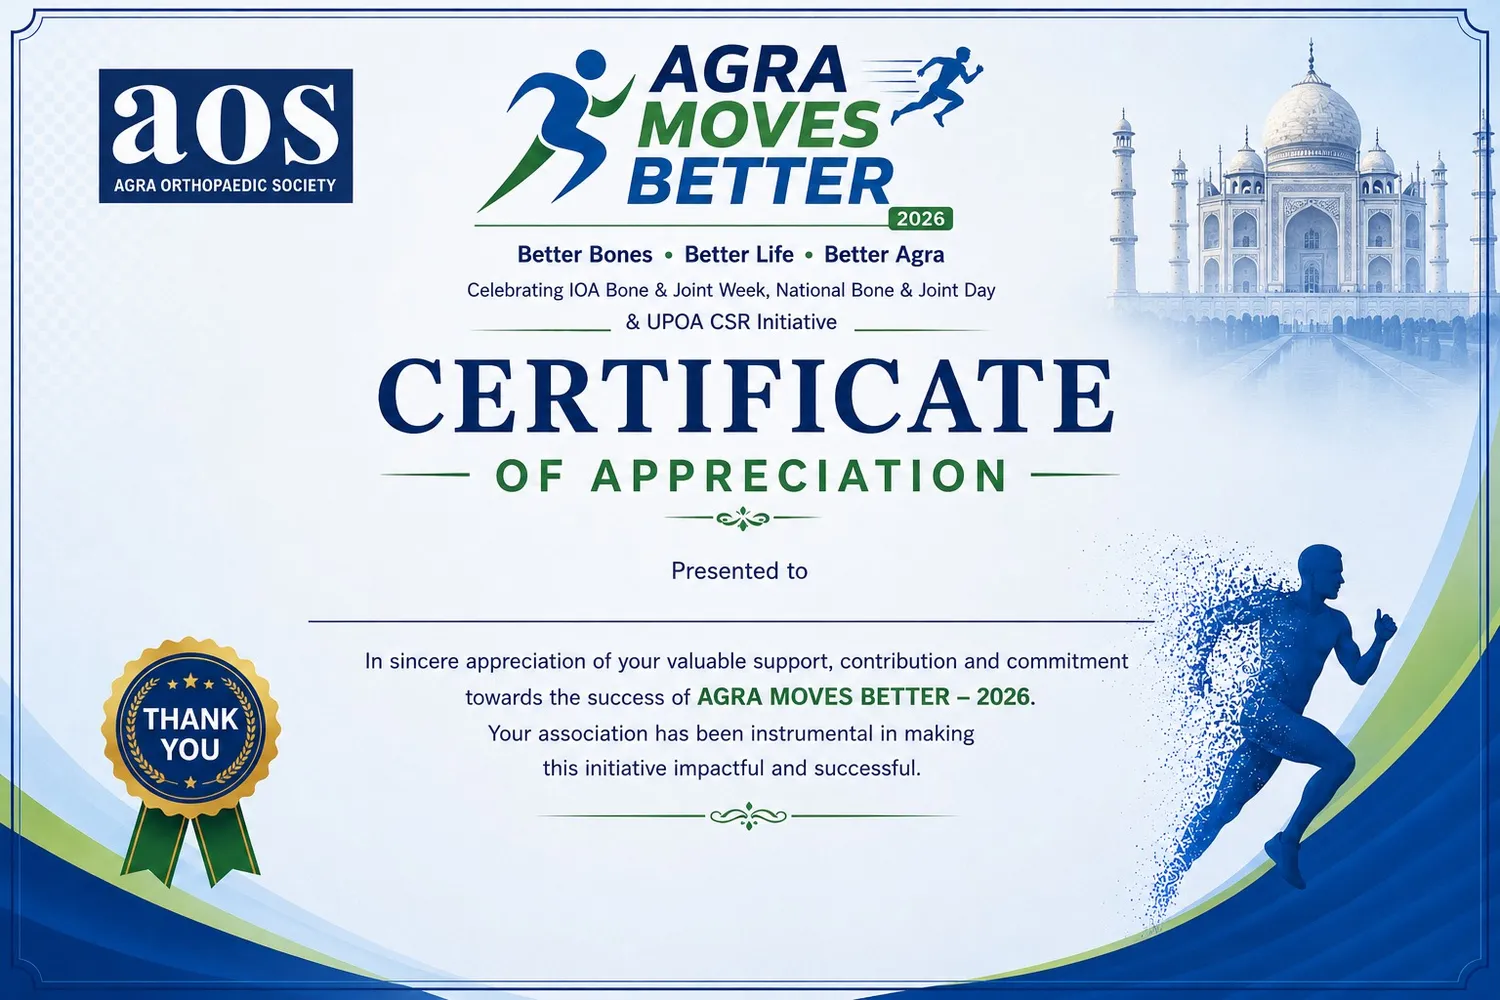 aos
AGRA ORTHOPAEDIC SOCIETY
AGRA
MOVES
BETTER
2026
Better Bones • Better Life • Better Agra
Celebrating IOA Bone & Joint Week, National Bone & Joint Day
& UPOA CSR Initiative
CERTIFICATE
OF APPRECIATION
Presented to
In sincere appreciation of your valuable support, contribution and commitment
towards the success of AGRA MOVES BETTER – 2026.
Your association has been instrumental in making
this initiative impactful and successful.
THANK
YOU